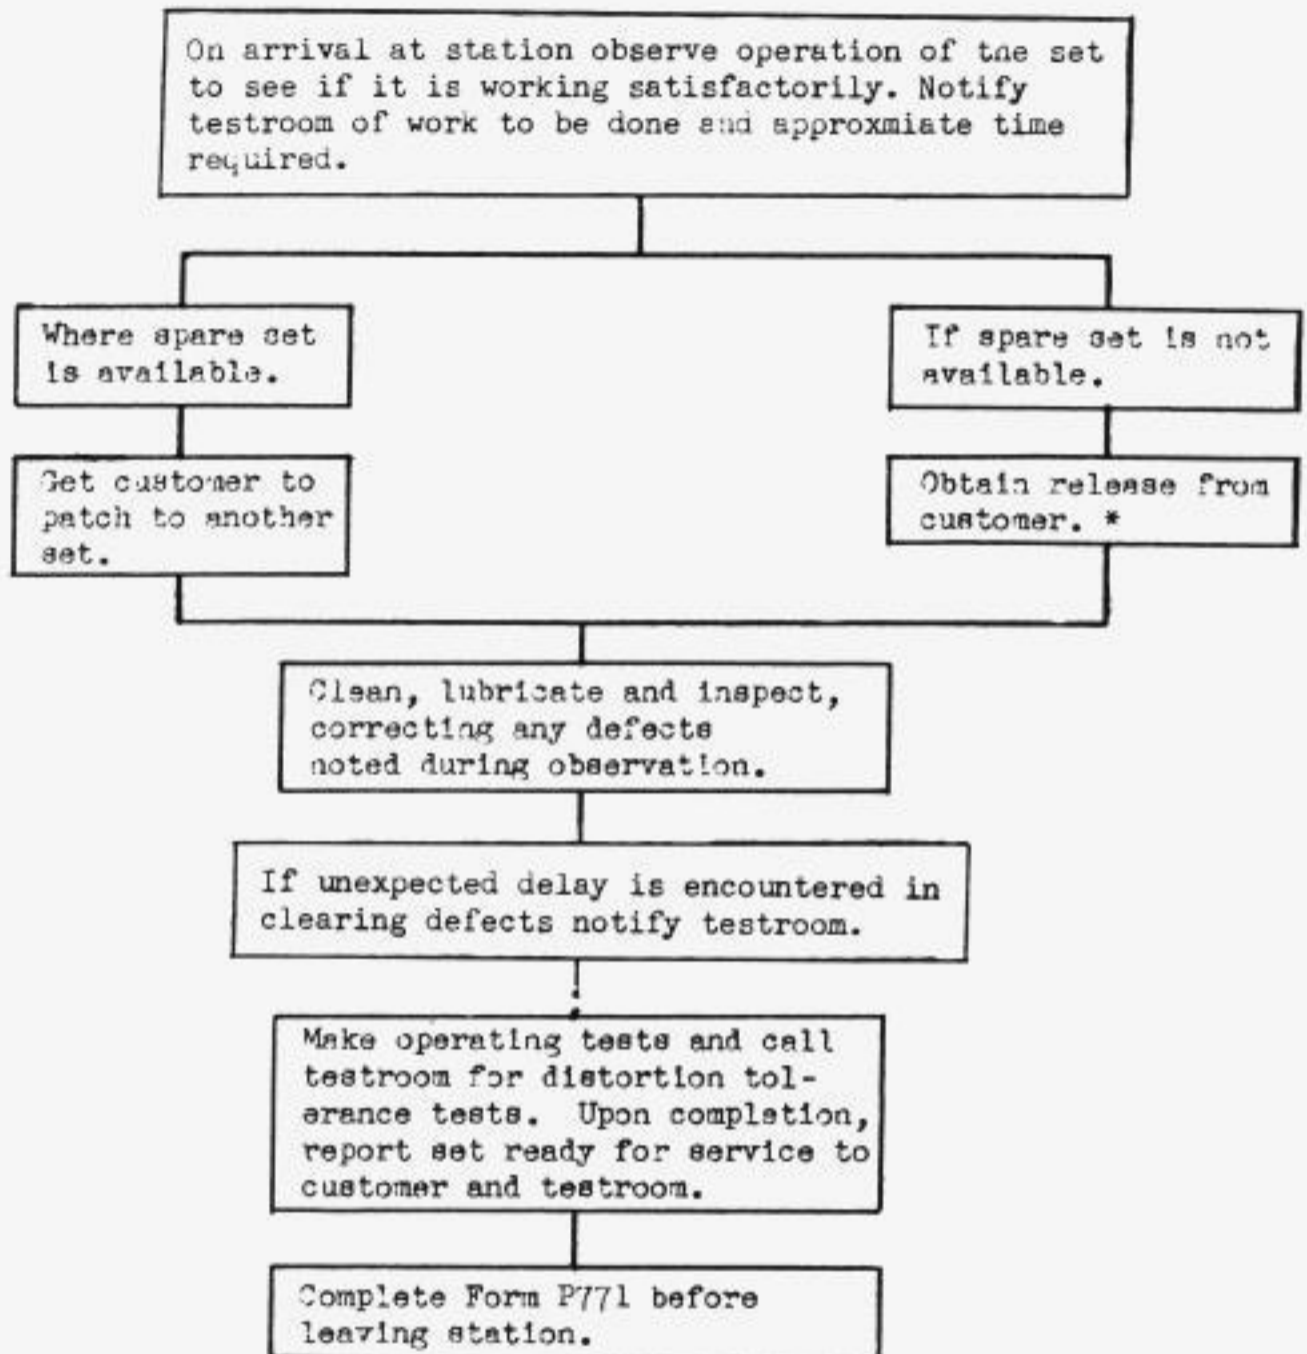 On arrival at station observe operation of the set
to see if it is working satisfactorily. Notify
testroom of work to be done and approxmiate time
required.
Where spare set
is available.
If spare set is not
available.
Get customer to
patch to another
set.
Obtain release from
customer. *
Clean, lubricate and inspect,
correcting any defects
noted during observation.
If unexpected delay is encountered in
clearing defects notify testroom.
Make operating tests and call
testroom for distortion tol-
erance tests. Upon completion,
report set ready for service to
customer and testroom.
Complete Form P771 before
leaving station.